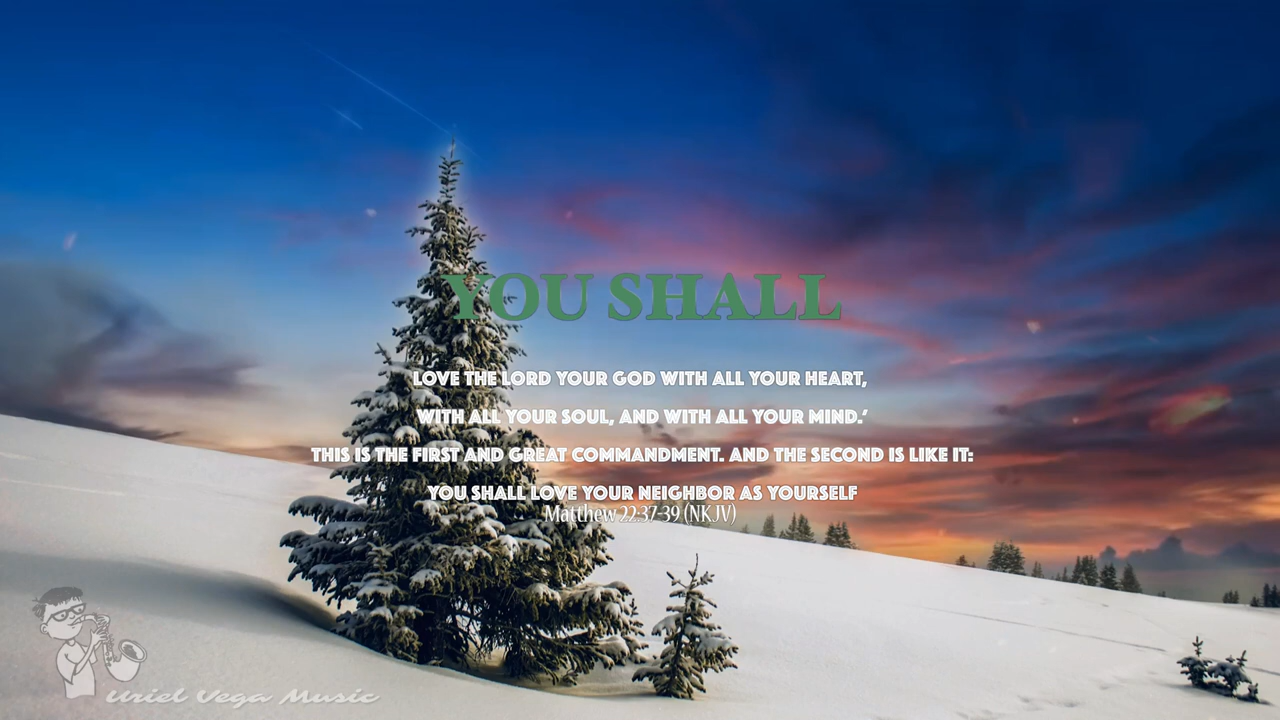 YOU SHALL
LOVE THE LORD YOUR GOD WITH ALL YOUR HEART,
WITH ALL YOUR SOUL, AND WITH ALL YOUR MIND.’
THIS IS THE FIRST AND GREAT COMMANDMENT. AND THE SECOND IS LIKE IT:
YOU SHALL LOVE YOUR NEIGHBOR AS YOURSELF
Matthew 22:37-39 (NKJV)
Uriel Vega Music